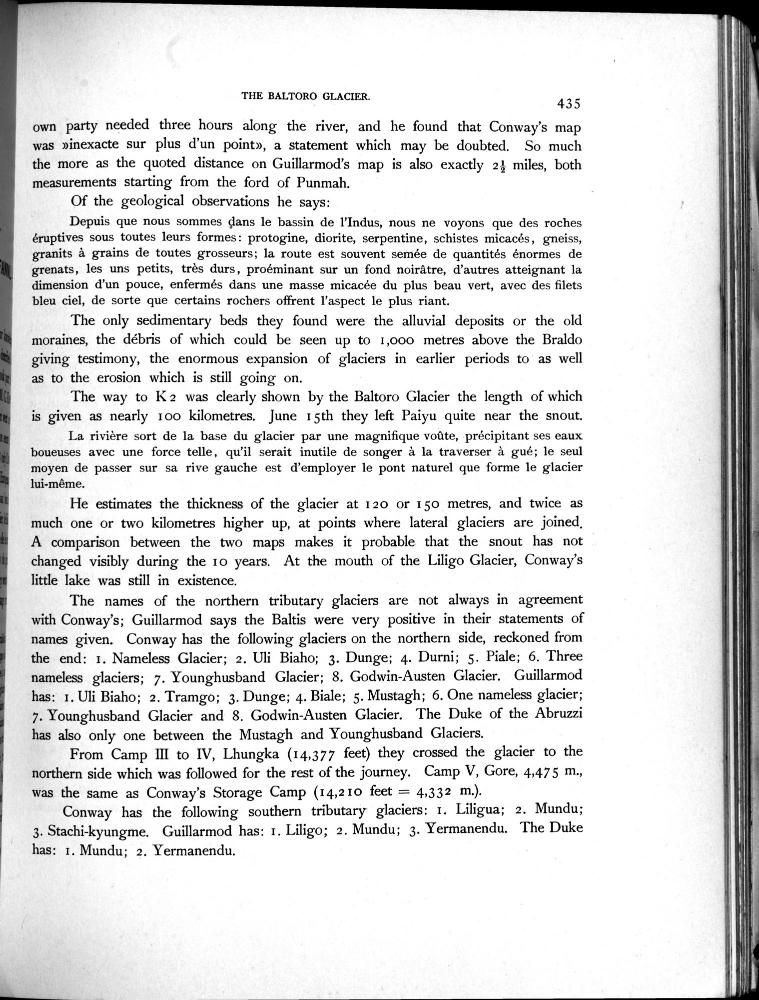 THE BALTORO GLACIER.
435
own party needed three hours along the river, and he found that Conway's map
was »inexacte sur plus d'un point», a statement which may be doubted. So much
the more as the quoted distance on Guillarmod's map is also exactly 2½ miles, both
measurements starting from the ford of Punmah.
Of the geological observations he says:
Depuis que nous sommes dans le bassin de l'Indus, nous ne voyons que des roches
éruptives sous toutes leurs formes: protogine, diorite, serpentine, schistes micacés, gneiss,
granits à grains de toutes grosseurs; la route est souvent semée de quantités énormes de
grenats, les uns petits, très durs, proéminant sur un fond noirâtre, d'autres atteignant la
dimension d'un pouce, enfermés dans une masse micacée du plus beau vert, avec des filets
bleu ciel, de sorte que certains rochers offrent l'aspect le plus riant.
The only sedimentary beds they found were the alluvial deposits or the old
moraines, the débris of which could be seen up to 1,000 metres above the Braldo
giving testimony, the enormous expansion of glaciers in earlier periods to as well
as to the erosion which is still going on.
The way to K2 was clearly shown by the Baltoro Glacier the length of which
is given as nearly 100 kilometres. June 15th they left Paiyu quite near the snout.
La rivière sort de la base du glacier par une magnifique voûte, précipitant ses eaux
boueuses avec une force telle, qu'il serait inutile de songer à la traverser à gué; le seul
moyen de passer sur sa rive gauche est d'employer le pont naturel que forme le glacier
lui-même.
He estimates the thickness of the glacier at 120 or 150 metres, and twice as
much one or two kilometres higher up, at points where lateral glaciers are joined.
A comparison between the two maps makes it probable that the snout has not
changed visibly during the 10 years. At the mouth of the Liligo Glacier, Conway's
little lake was still in existence.
The names of the northern tributary glaciers are not always in agreement
with Conway's; Guillarmod says the Baltis were very positive in their statements of
names given. Conway has the following glaciers on the northern side, reckoned from
the end: 1. Nameless Glacier; 2. Uli Biaho; 3. Dunge; 4. Durni; 5. Piale; 6. Three
nameless glaciers; 7. Younghusband Glacier; 8. Godwin-Austen Glacier. Guillarmod
has: 1. Uli Biaho; 2. Tramgo; 3. Dunge; 4. Biale; 5. Mustagh; 6. One nameless glacier;
7. Younghusband Glacier and 8. Godwin-Austen Glacier. The Duke of the Abruzzi
has also only one between the Mustagh and Younghusband Glaciers.
From Camp III to IV, Lhungka (14,377 feet) they crossed the glacier to the
northern side which was followed for the rest of the journey. Camp V, Gore, 4,475 m.,
was the same as Conway's Storage Camp (14,210 feet = 4,332 m.).
Conway has the following southern tributary glaciers: 1. Liligua; 2. Mundu;
3. Stachi-kyungme. Guillarmod has: 1. Liligo; 2. Mundu; 3. Yermanendu. The Duke
has: 1. Mundu; 2. Yermanendu.